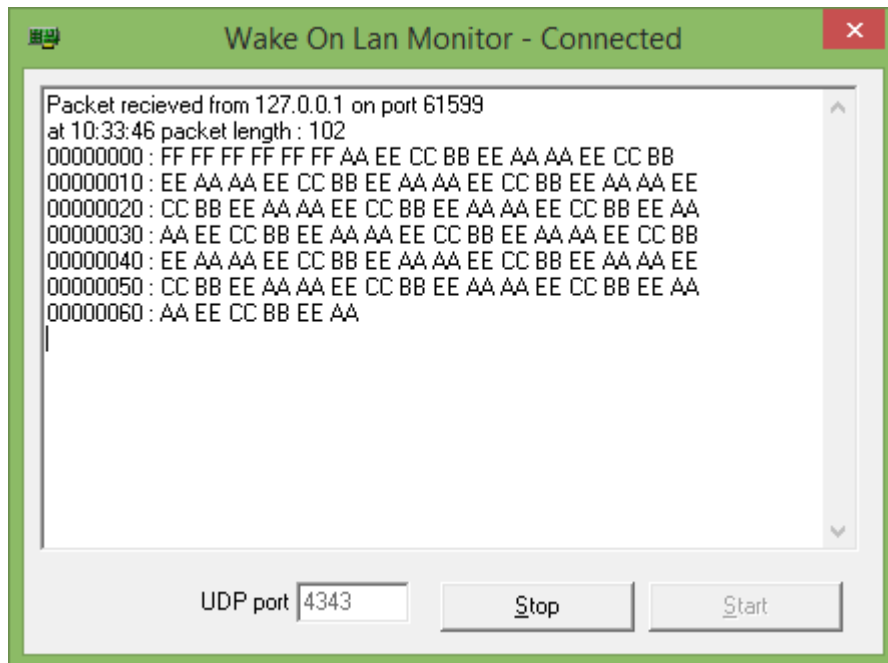 Wake On Lan Monitor - Connected
Packet recieved from 127.0.0.1 on port 61599
at 10:33:46 packet length : 102
00000000 : FF FF FF FF FF FF AA EE CC BB EE AA AA EE CC BB
00000010 : EE AA AA EE CC BB EE AA AA EE CC BB EE AA AA EE
00000020 : CC BB EE AA AA EE CC BB EE AA AA EE CC BB EE AA
00000030 : AA EE CC BB EE AA AA EE CC BB EE AA AA EE CC BB
00000040 : EE AA AA EE CC BB EE AA AA EE CC BB EE AA AA EE
00000050 : CC BB EE AA AA EE CC BB EE AA AA EE CC BB EE AA
00000060 : AA EE CC BB EE AA
UDP port 4343 Stop Start